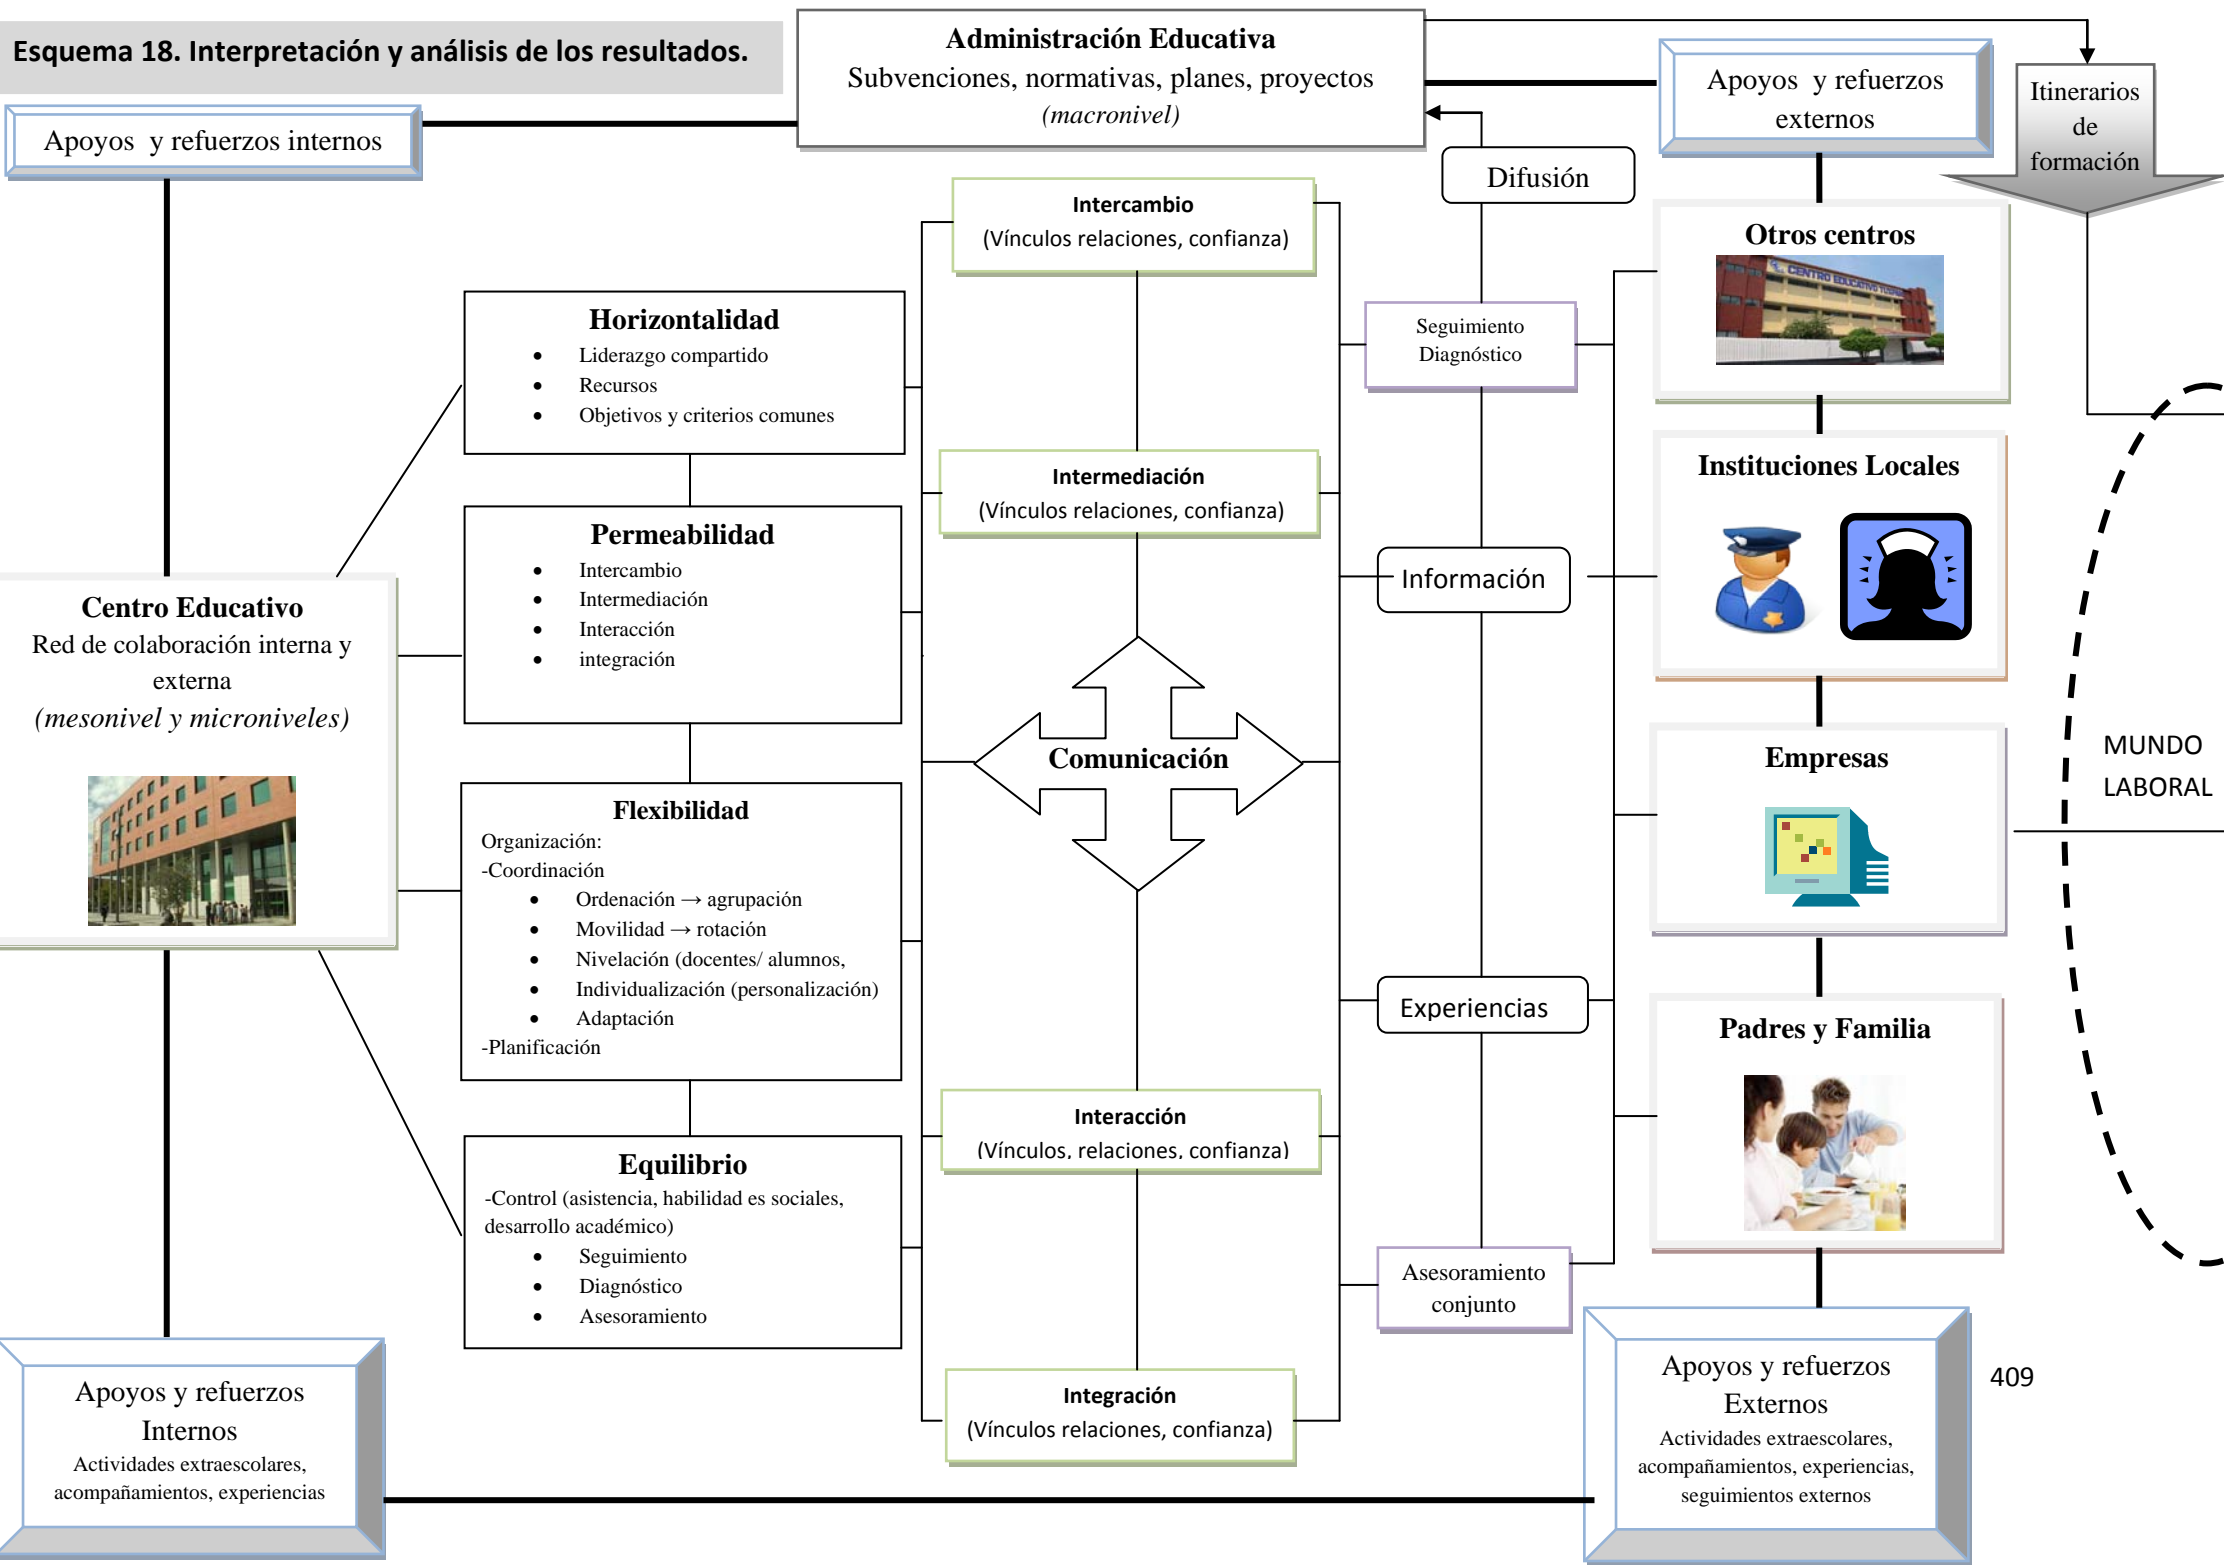 Esquema 18. Interpretación y análisis de los resultados.
Administración Educativa
Subvenciones, normativas, planes, proyectos
(macronivel)
Apoyos y refuerzos internos
Apoyos y refuerzos
externos
Itinerarios
de
formación
Difusión
Centro Educativo
Red de colaboración interna y
externa
(mesonivel y microniveles)
Horizontalidad
• Liderazgo compartido
• Recursos
• Objetivos y criterios comunes
Permeabilidad
• Intercambio
• Intermediación
• Interacción
• integración
Flexibilidad
Organización:
-Coordinación
• Ordenación → agrupación
• Movilidad → rotación
• Nivelación (docentes/ alumnos,
• Individualización (personalización)
• Adaptación
-Planificación
Equilibrio
-Control (asistencia, habilidad es sociales,
desarrollo académico)
• Seguimiento
• Diagnóstico
• Asesoramiento
Intercambio
(Vínculos relaciones, confianza)
Intermediación
(Vínculos relaciones, confianza)
Comunicación
Interacción
(Vínculos, relaciones, confianza)
Integración
(Vínculos relaciones, confianza)
Seguimiento
Diagnóstico
Información
Experiencias
Asesoramiento
conjunto
Otros centros
CENTRO EDUCATIVO
Instituciones Locales
Empresas
Padres y Familia
MUNDO
LABORAL
Apoyos y refuerzos
Internos
Actividades extraescolares,
acompañamientos, experiencias
Apoyos y refuerzos
Externos
Actividades extraescolares,
acompañamientos, experiencias,
seguimientos externos
409